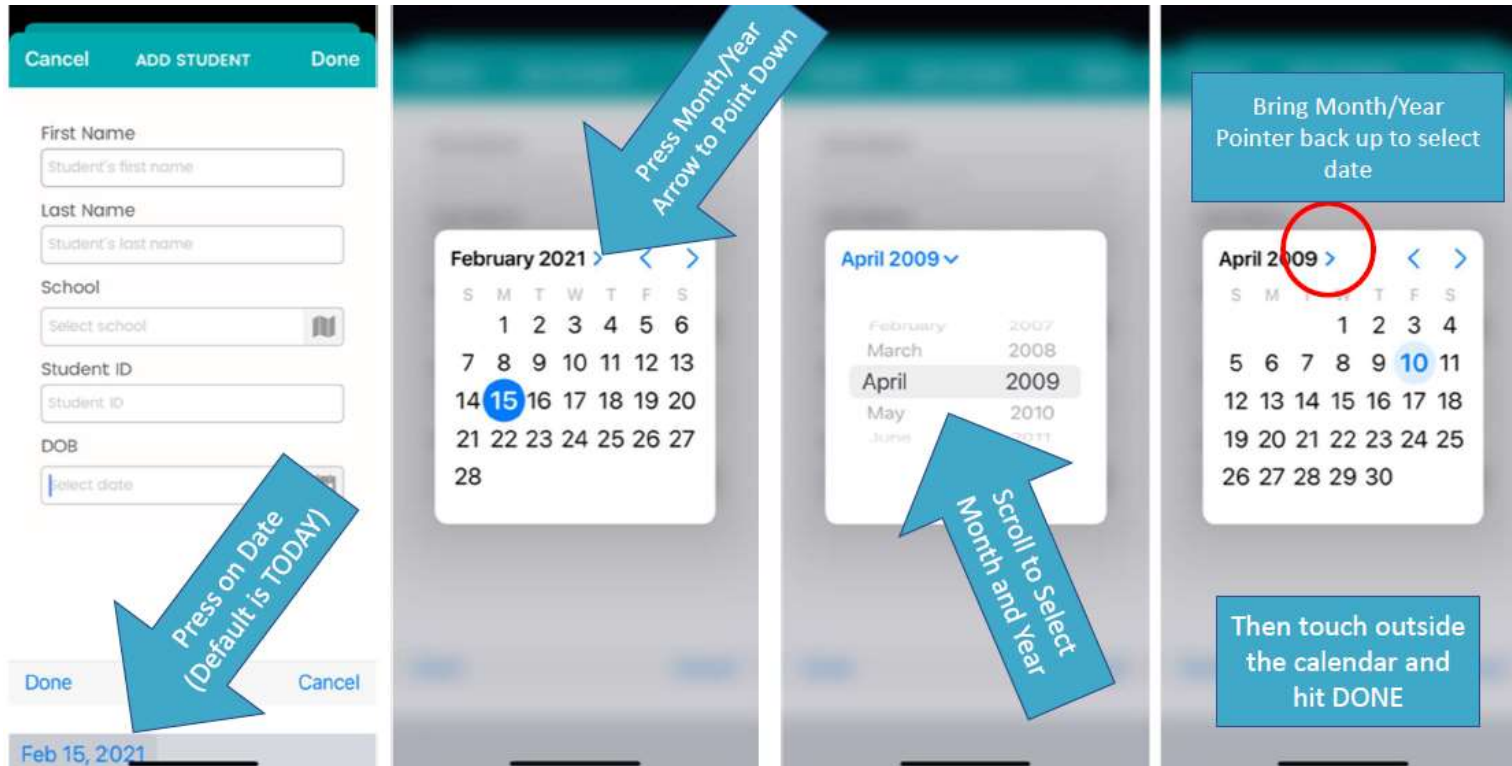 Cancel ADD STUDENT Done
First Name
Student's first name
Last Name
Student's last name
School
Select school
Student ID
Student ID
DOB
Select date
Press on Date
(Default is TODAY)
Done Cancel
Feb 15, 2021
Press Month/Year
Arrow to Point Down
February 2021 > < >
S M T W T F S
1 2 3 4 5 6
7 8 9 10 11 12 13
14 15 16 17 18 19 20
21 22 23 24 25 26 27
28
April 2009
February 2007
March 2008
April 2009
May 2010
June 2011
Scroll to Select
Month and Year
Bring Month/Year
Pointer back up to select
date
April 2009 > < >
S M T W T F S
1 2 3 4
5 6 7 8 9 10 11
12 13 14 15 16 17 18
19 20 21 22 23 24 25
26 27 28 29 30
Then touch outside
the calendar and
hit DONE